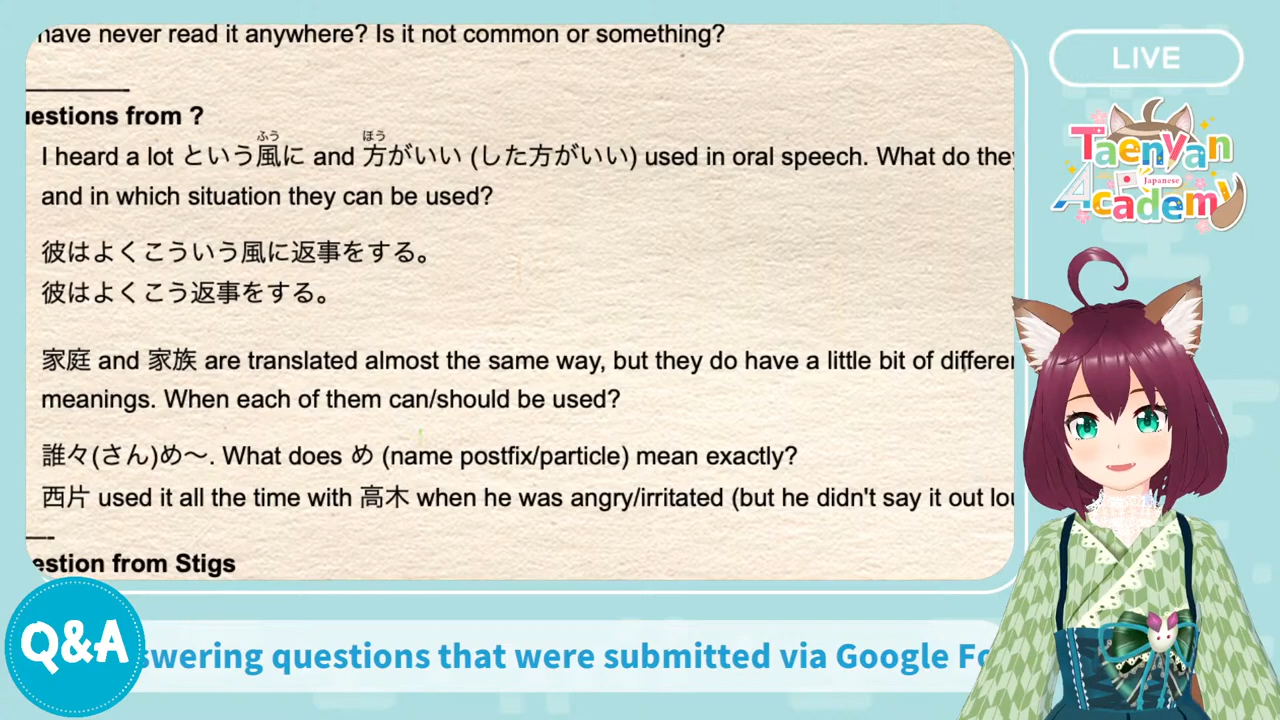 have never read it anywhere? Is it not common or something?
uestions from ?
ふう ほう
I heard a lot という風に and 方がいい (した方がいい) used in oral speech. What do they
and in which situation they can be used?
彼はよくこういう風に返事をする。
彼はよくこう返事をする。
家庭 and 家族 are translated almost the same way, but they do have a little bit of differen
meanings. When each of them can/should be used?
誰々(さん)め〜. What does め (name postfix/particle) mean exactly?
西片 used it all the time with 高木 when he was angry/irritated (but he didn't say it out lou
estion from Stigs
Q&A
swering questions that were submitted via Google Fo
LIVE
Taenyan
Japanese
Academy